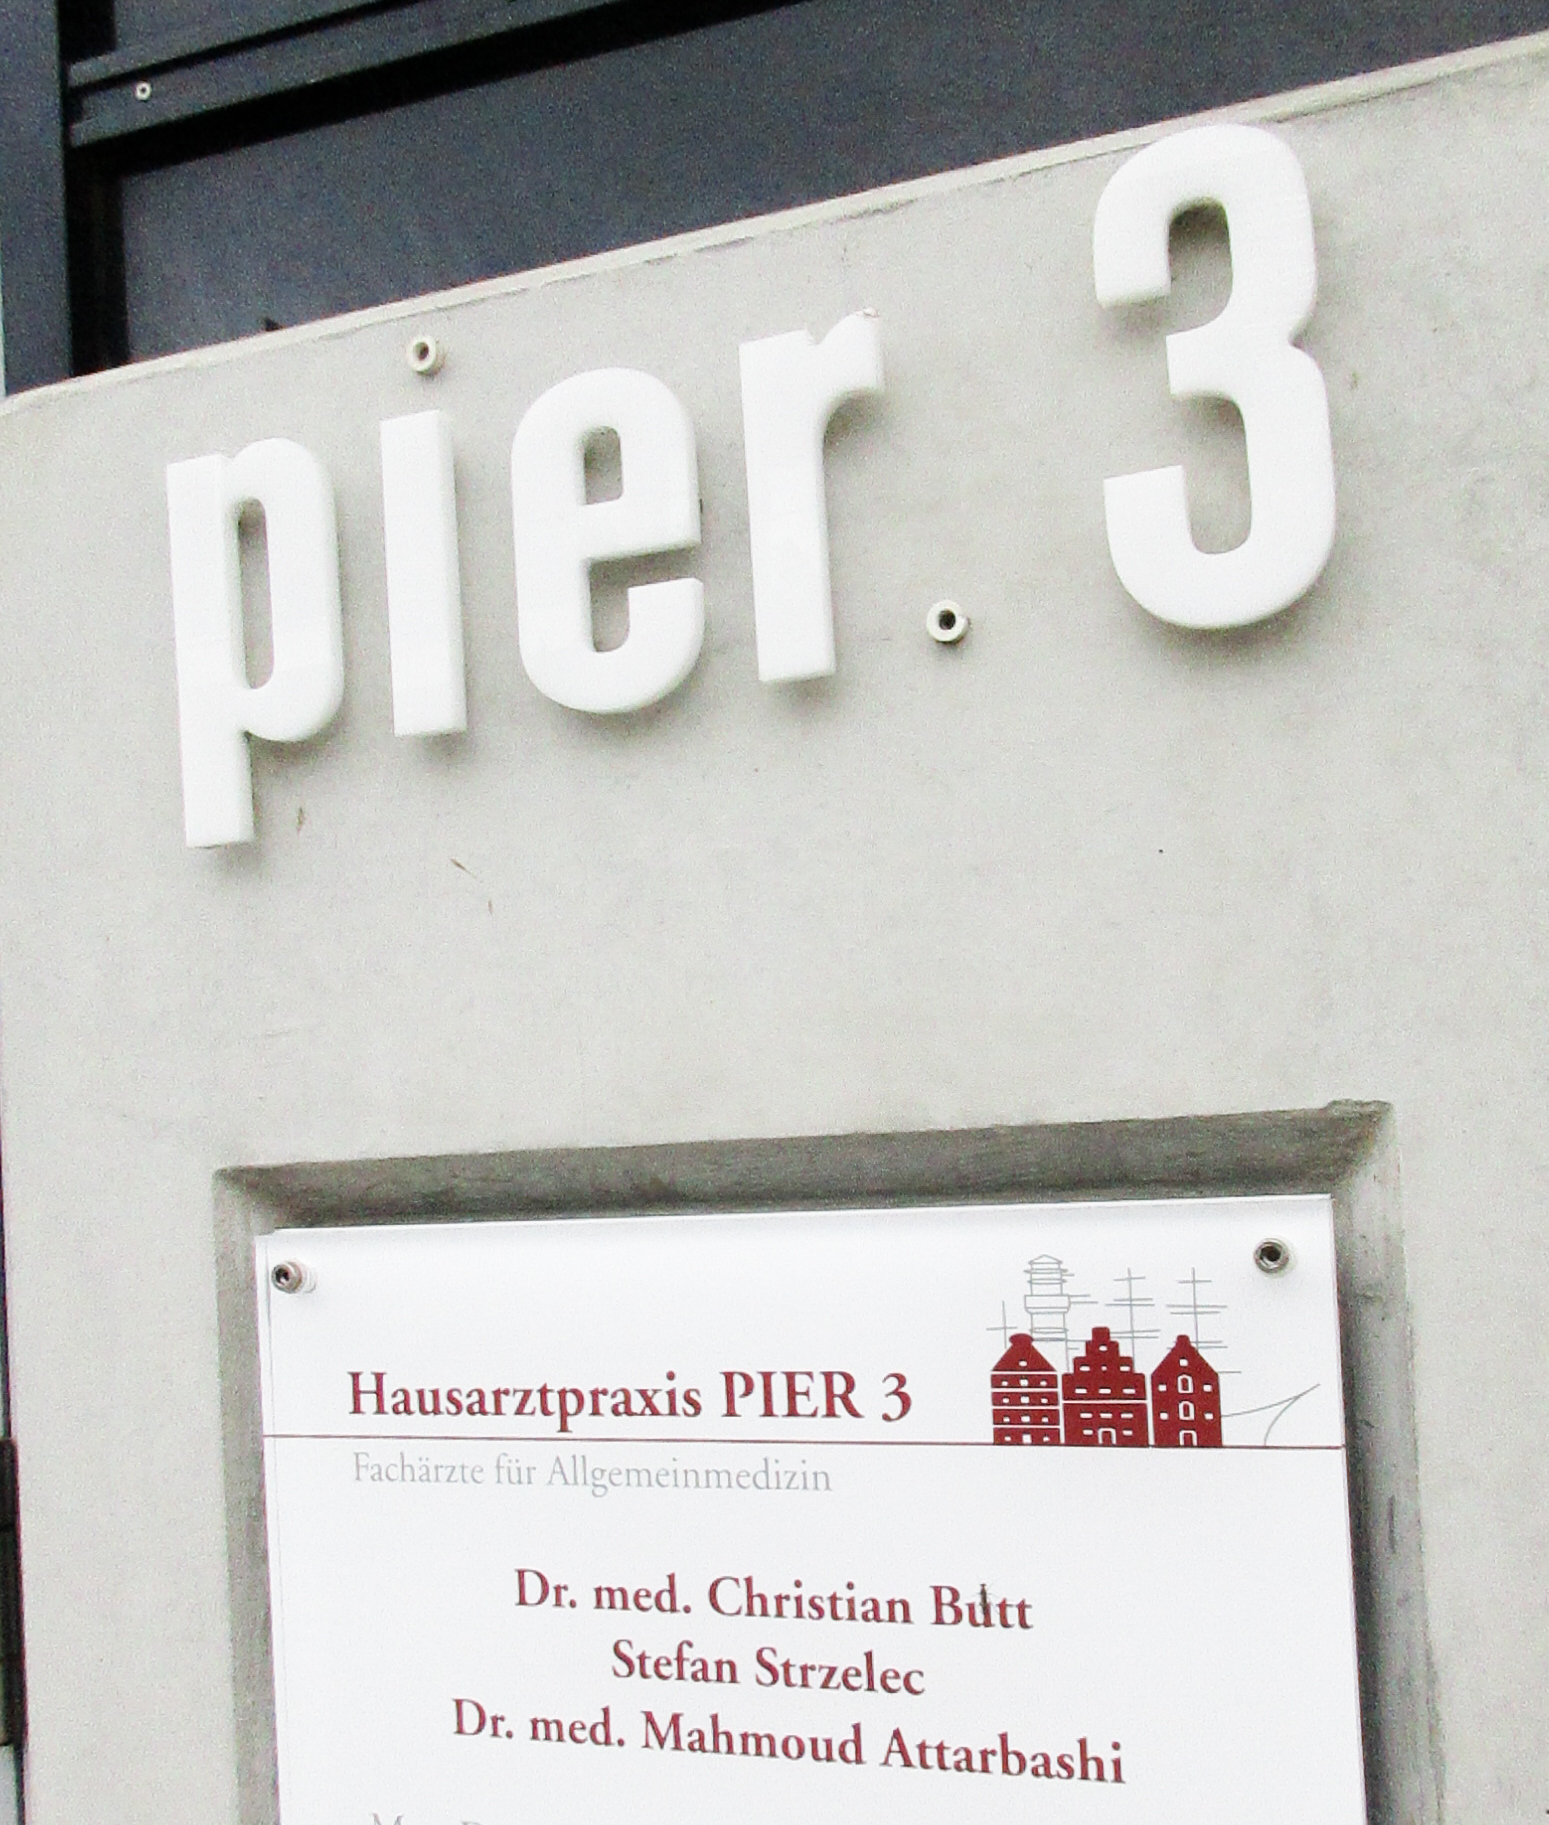 pier 3
Hausarztpraxis PIER 3
Fachärzte für Allgemeinmedizin
Dr. med. Christian Butt
Stefan Strzelec
Dr. med. Mahmoud Attarbashi